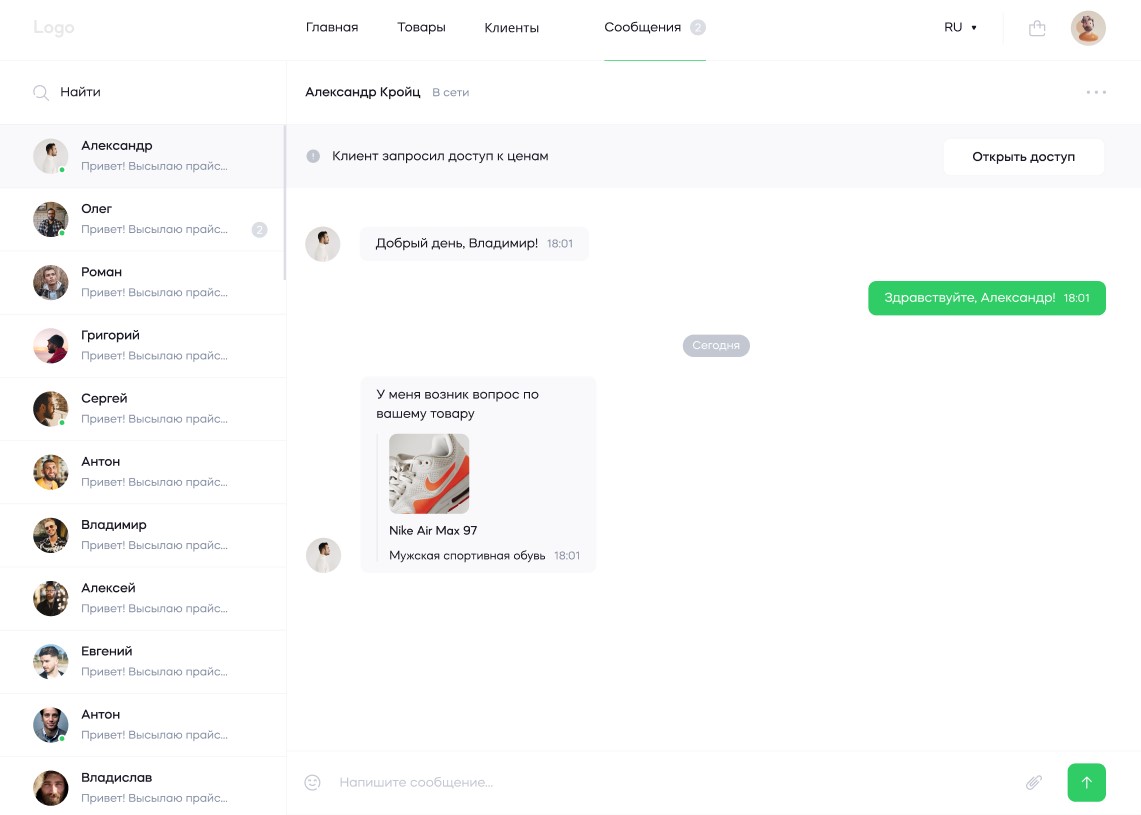 Logo
Главная
Товары
Клиенты
Сообщения 2
RU
Найти
Александр
Привет! Высылаю прайс...
Олег
Привет! Высылаю прайс...
2
Роман
Привет! Высылаю прайс...
Григорий
Привет! Высылаю прайс...
Сергей
Привет! Высылаю прайс...
Антон
Привет! Высылаю прайс...
Владимир
Привет! Высылаю прайс...
Алексей
Привет! Высылаю прайс...
Евгений
Привет! Высылаю прайс...
Антон
Привет! Высылаю прайс...
Владислав
Привет! Высылаю прайс...
Александр Кройц В сети
Клиент запросил доступ к ценам
Открыть доступ
Добрый день, Владимир! 18:01
Здравствуйте, Александр! 18:01
Сегодня
У меня возник вопрос по
вашему товару
Nike Air Max 97
Мужская спортивная обувь 18:01
Напишите сообщение...